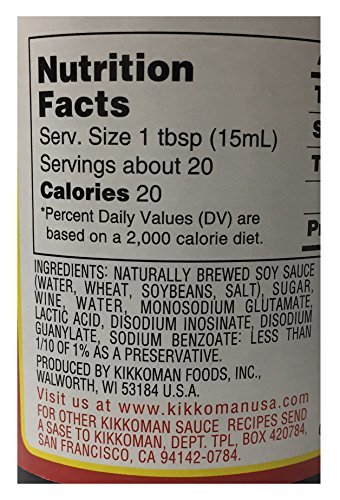 Nutrition
Facts
Serv. Size 1 tbsp (15mL)
Servings about 20
Calories 20
*Percent Daily Values (DV) are
based on a 2,000 calorie diet.
INGREDIENTS: NATURALLY BREWED SOY SAUCE
(WATER, WHEAT, SOYBEANS, SALT), SUGAR,
WINE, WATER, MONOSODIUM GLUTAMATE,
LACTIC ACID, DISODIUM INOSINATE, DISODIUM
GUANYLATE, SODIUM BENZOATE: LESS THAN
1/10 OF 1% AS A PRESERVATIVE.
PRODUCED BY KIKKOMAN FOODS, INC.,
WALWORTH, WI 53184 U.S.A.
Visit us at www.kikkomanusa.com
FOR OTHER KIKKOMAN SAUCE RECIPES SEND
A SASE TO KIKKOMAN, DEPT. TPL, BOX 420784,
SAN FRANCISCO, CA 94142-0784.